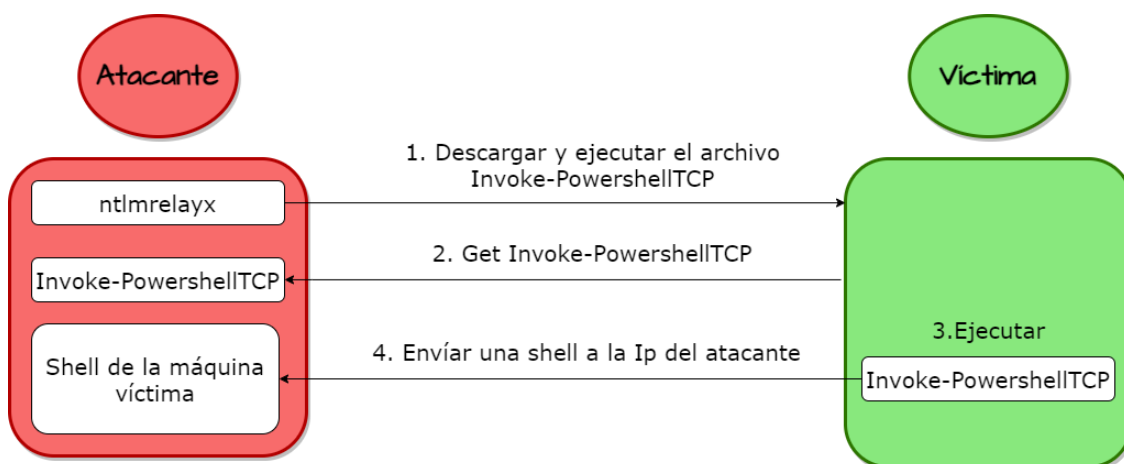 Atacante
Víctima
1. Descargar y ejecutar el archivo
Invoke-PowershellTCP
ntlmrelayx
2. Get Invoke-PowershellTCP
Invoke-PowershellTCP
3.Ejecutar
4. Envíar una shell a la Ip del atacante
Shell de la máquina
víctima
Invoke-PowershellTCP